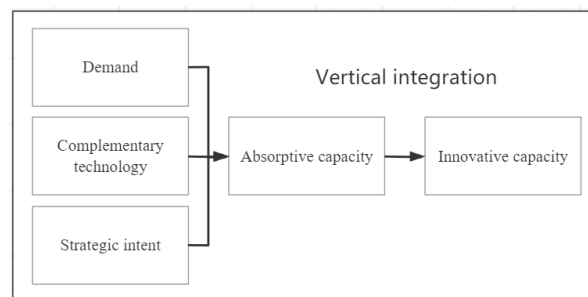 Demand
Vertical integration
Complementary
technology
Absorptive capacity
Innovative capacity
Strategic intent